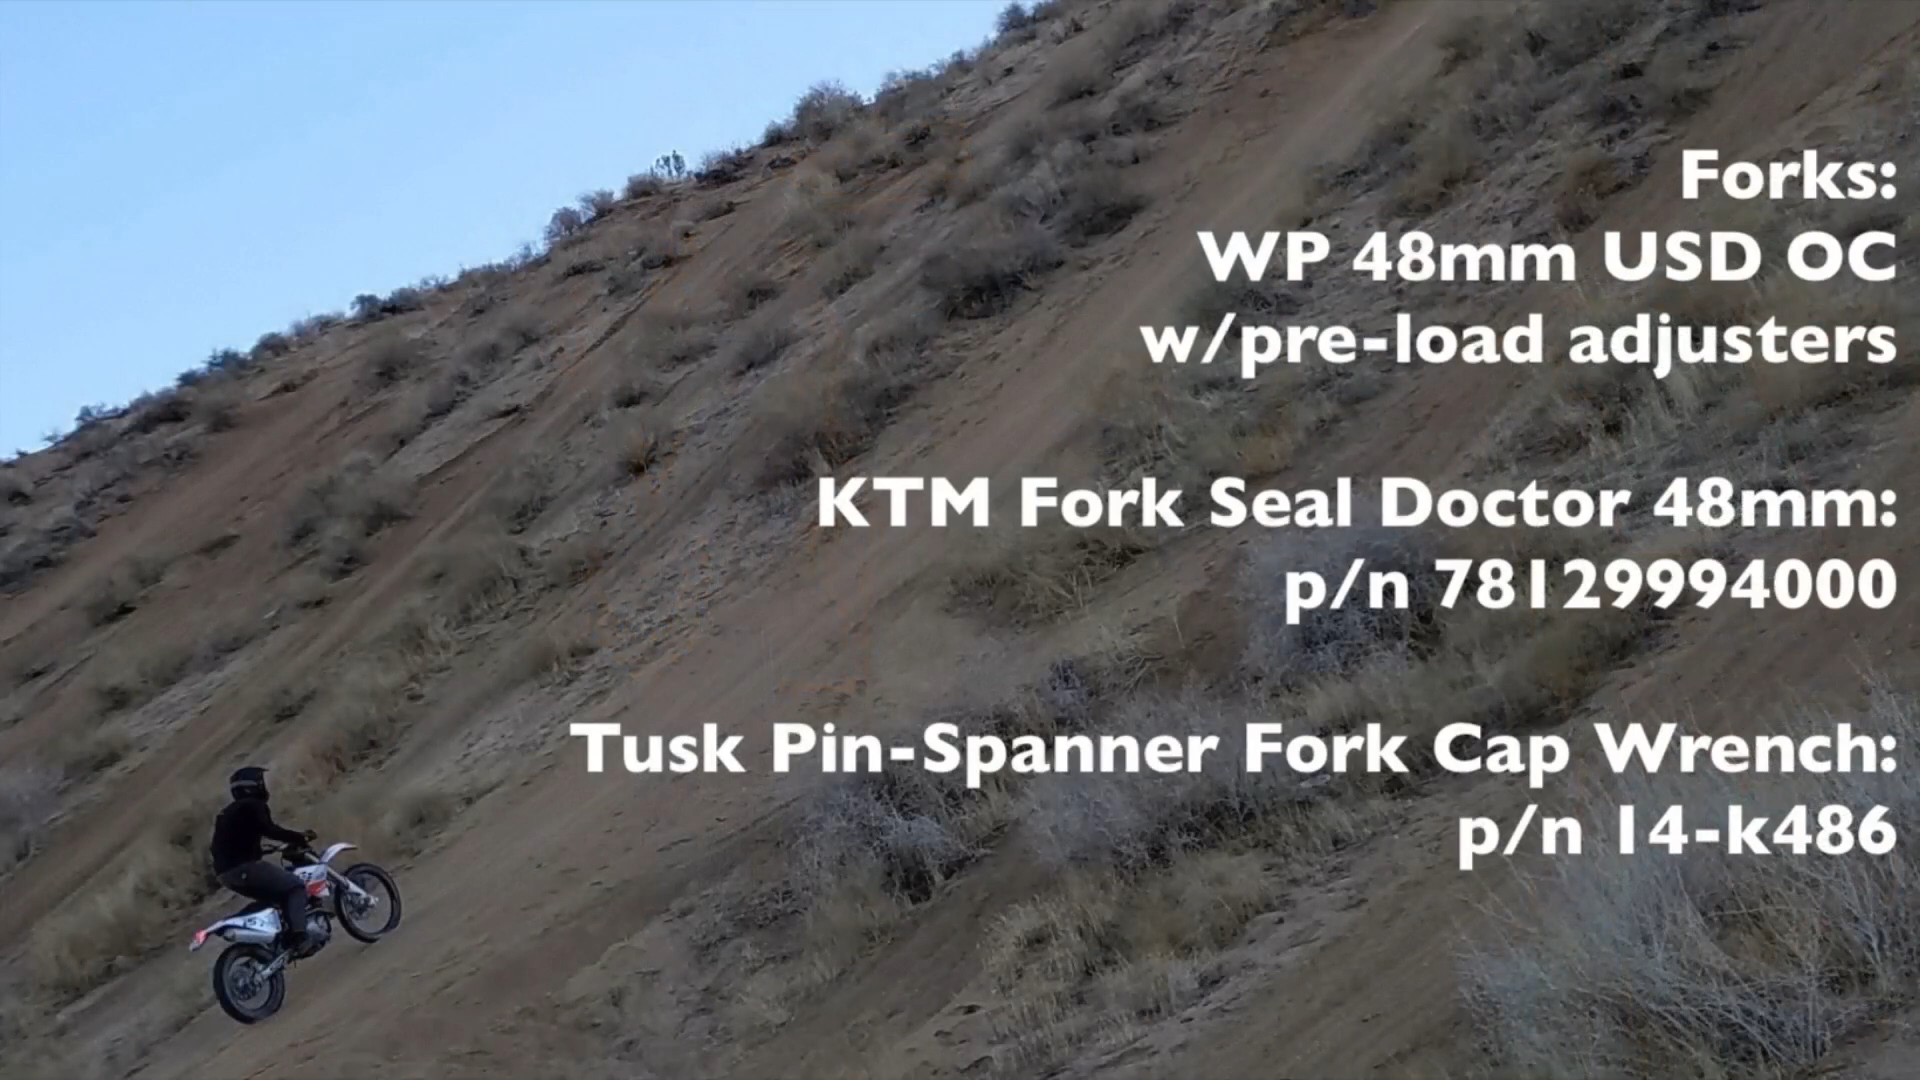 Forks:
WP 48mm USD OC
w/pre-load adjusters
KTM Fork Seal Doctor 48mm:
p/n 78129994000
Tusk Pin-Spanner Fork Cap Wrench:
p/n 14-k486